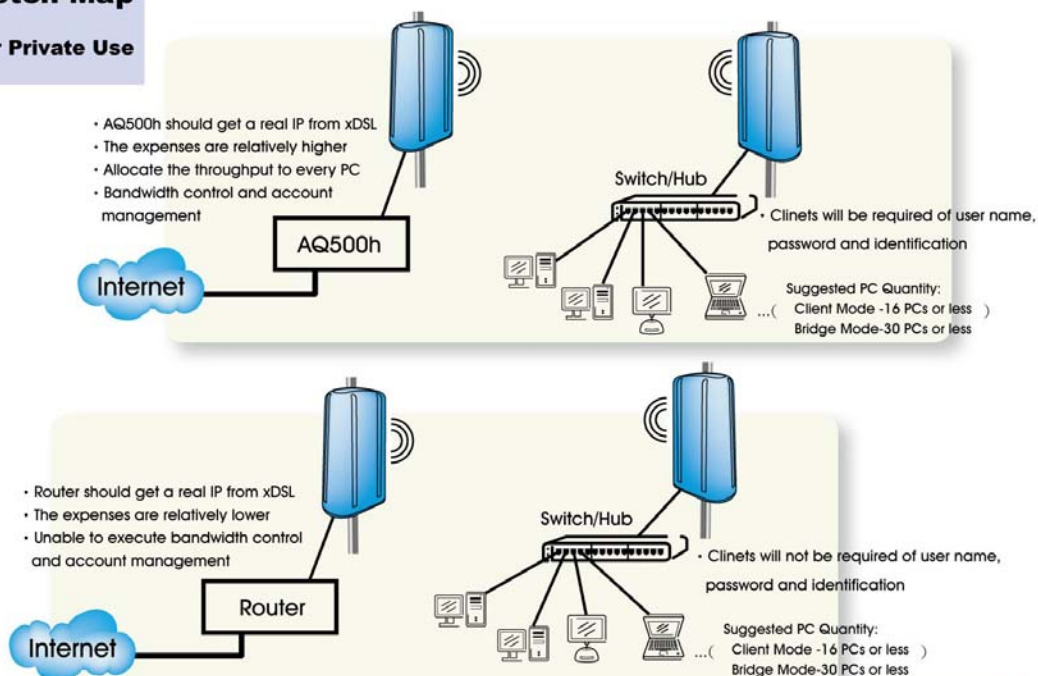 Map
Private Use
· AQ500h should get a real IP from xDSL
· The expenses are relatively higher
· Allocate the throughput to every PC
· Bandwidth control and account
management
AQ500h
Internet
Switch/Hub
· Clinets will be required of user name,
password and identification
Suggested PC Quantity:
...( Client Mode -16 PCs or less )
Bridge Mode-30 PCs or less
· Router should get a real IP from xDSL
· The expenses are relatively lower
· Unable to execute bandwidth control
and account management
Router
Internet
Switch/Hub
· Clinets will not be required of user name,
password and identification
Suggested PC Quantity:
...( Client Mode -16 PCs or less )
Bridge Mode-30 PCs or less